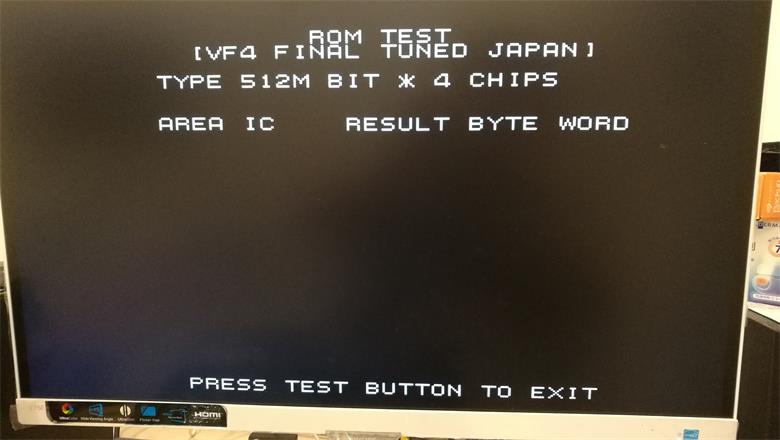 ROM TEST
[VF4 FINAL TUNED JAPAN]
TYPE 512M BIT * 4 CHIPS
AREA IC RESULT BYTE WORD
PRESS TEST BUTTON TO EXIT
HDMI